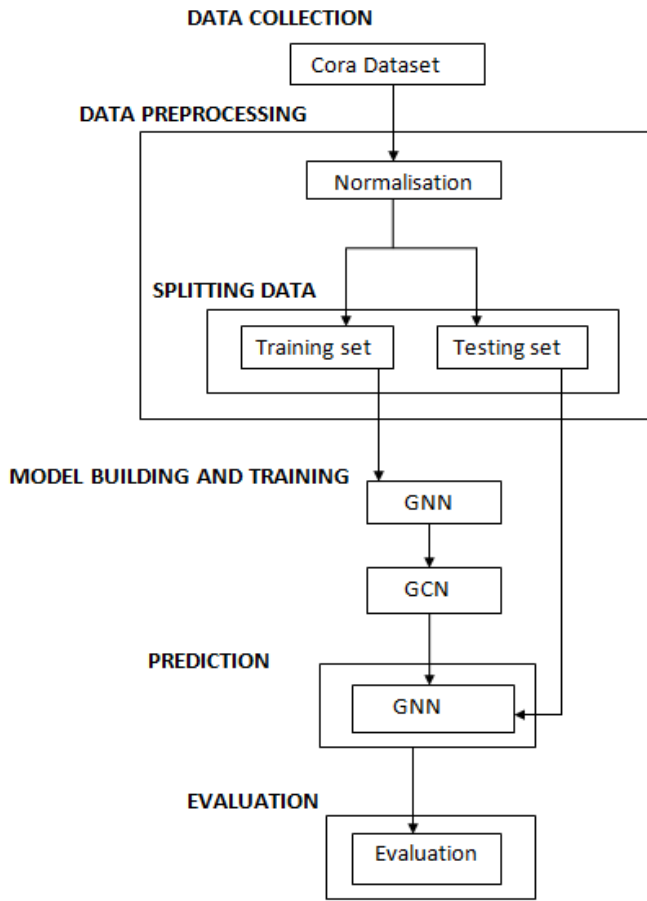 DATA COLLECTION
Cora Dataset
DATA PREPROCESSING
Normalisation
SPLITTING DATA
Training set
Testing set
MODEL BUILDING AND TRAINING
GNN
GCN
PREDICTION
GNN
EVALUATION
Evaluation